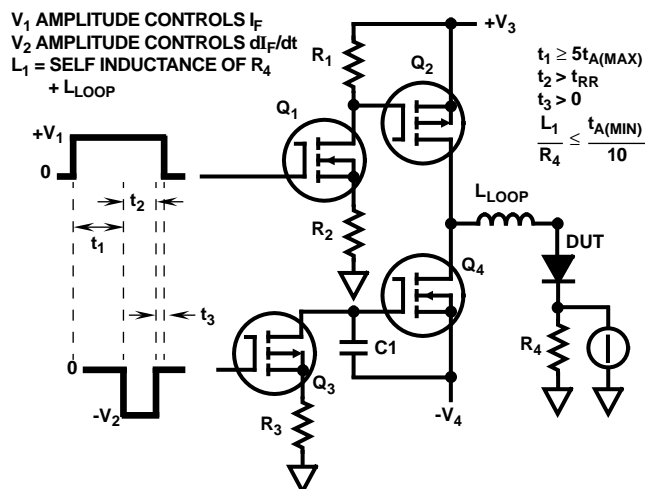 V1 AMPLITUDE CONTROLS IF
V2 AMPLITUDE CONTROLS dIF/dt
L1 = SELF INDUCTANCE OF R4
+ LLOOP
+V3
R1
Q2
t1 ≥ 5tA(MAX)
t2 > tRR
t3 > 0
L1/R4 ≤ tA(MIN)/10
Q1
+V1
0
t2
t1
R2
LLOOP
DUT
Q4
t3
0
C1
R4
Q3
-V2
R3
-V4